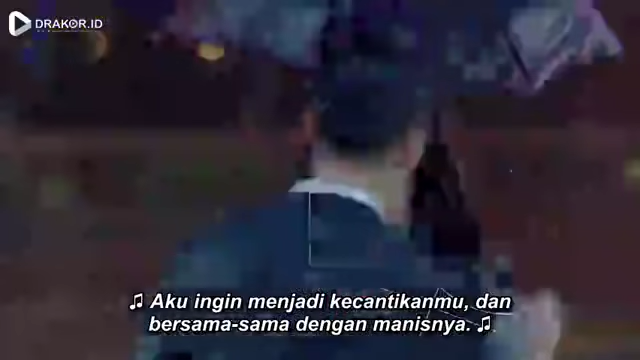 DRAKOR.ID
♫ Aku ingin menjadi kecantikanmu, dan
bersama-sama dengan manisnya. ♫